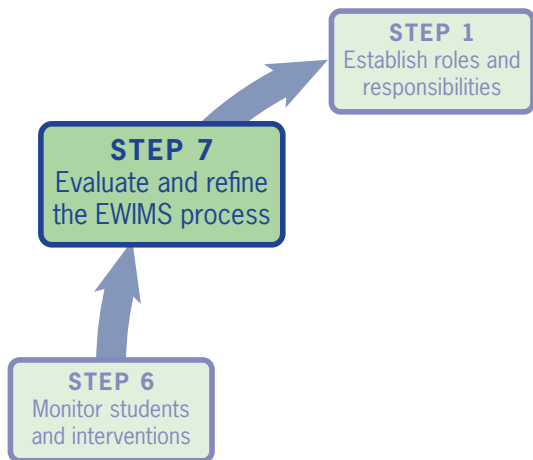 STEP 1
Establish roles and
responsibilities
STEP 7
Evaluate and refine
the EWIMS process
STEP 6
Monitor students
and interventions